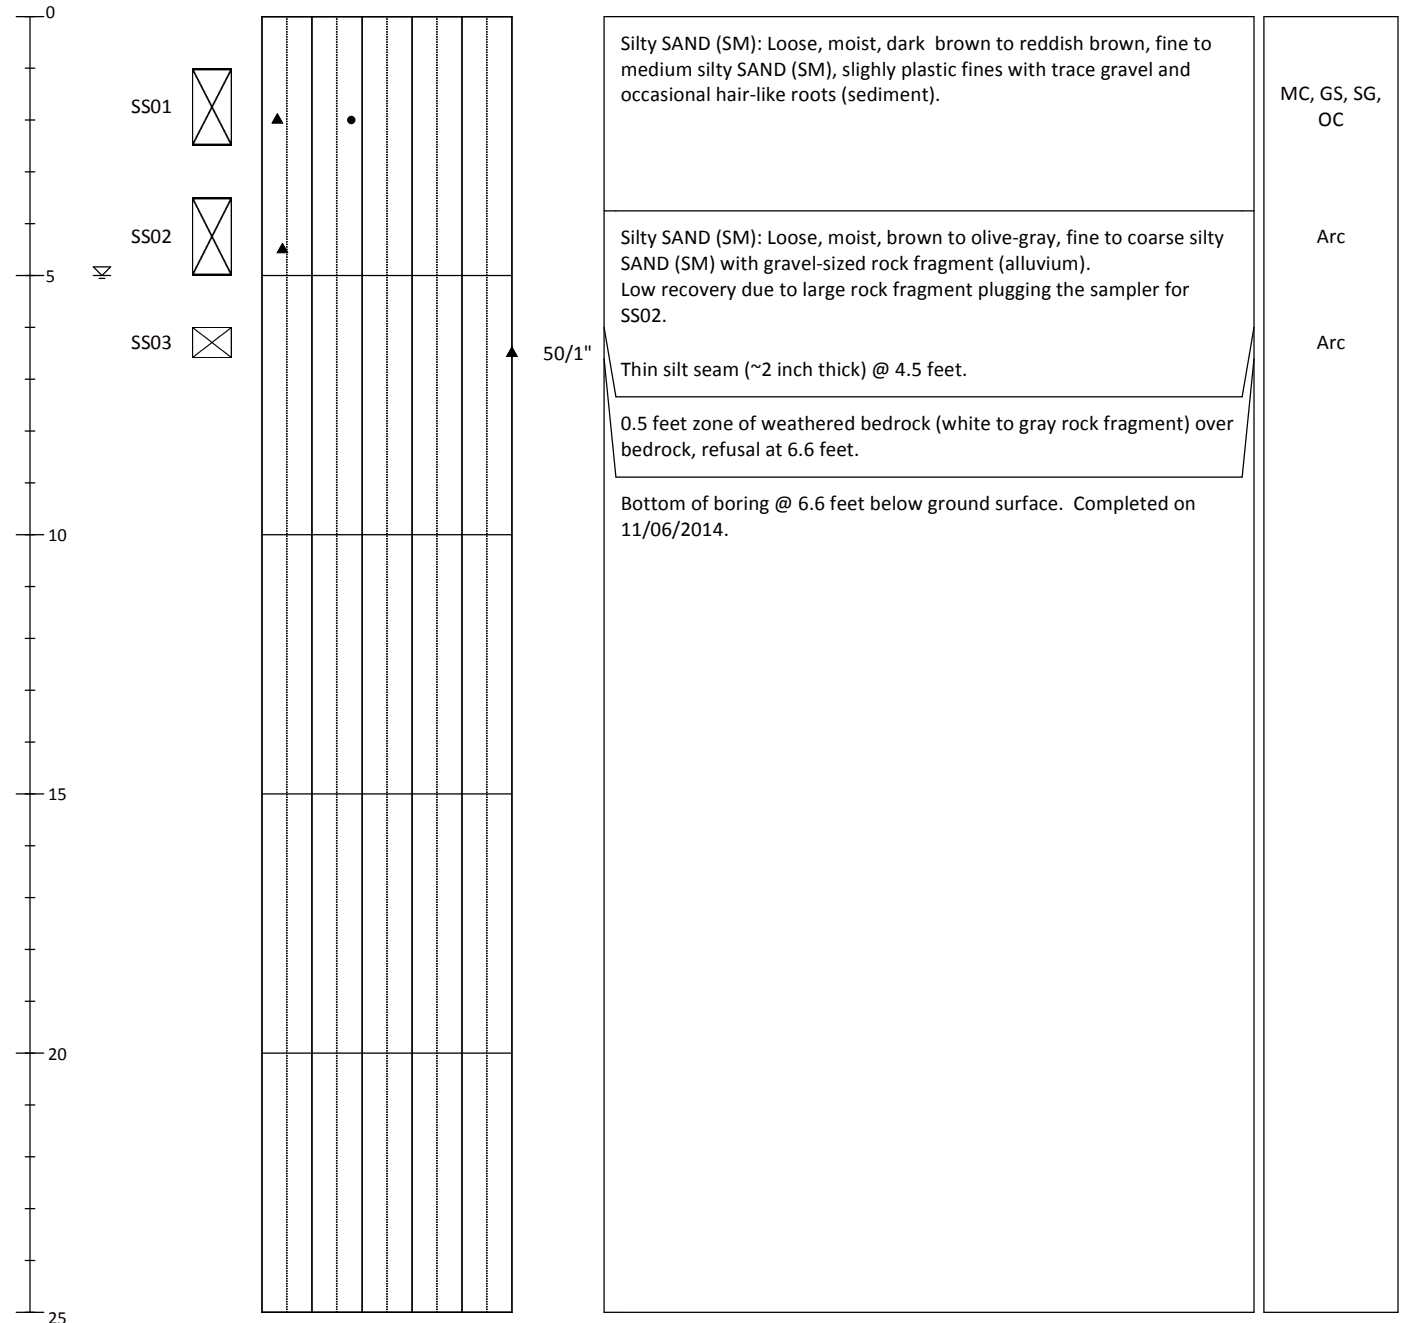 0
Silty SAND (SM): Loose, moist, dark  brown to reddish brown, fine to
medium silty SAND (SM), slighly plastic fines with trace gravel and
occasional hair-like roots (sediment).
SS01
MC, GS, SG,
OC
SS02
Silty SAND (SM): Loose, moist, brown to olive-gray, fine to coarse silty
SAND (SM) with gravel-sized rock fragment (alluvium).
Low recovery due to large rock fragment plugging the sampler for
SS02.
Arc
5
SS03
50/1"
Thin silt seam (~2 inch thick) @ 4.5 feet.
Arc
0.5 feet zone of weathered bedrock (white to gray rock fragment) over
bedrock, refusal at 6.6 feet.
Bottom of boring @ 6.6 feet below ground surface.  Completed on
11/06/2014.
10
15
20
25